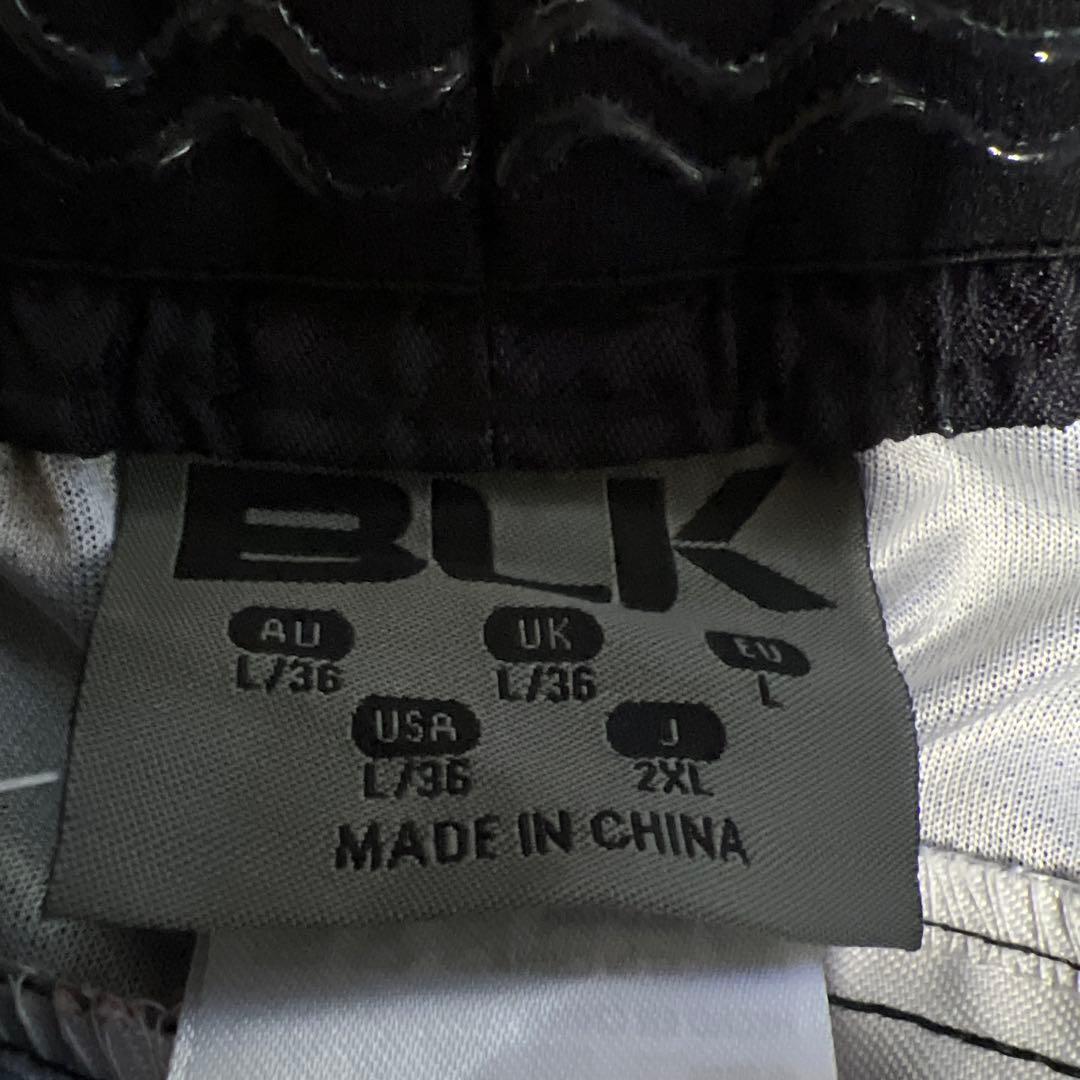 BLK
AU UK EU
L/36 L/36 L
USA J
L/36 2XL
MADE IN CHINA